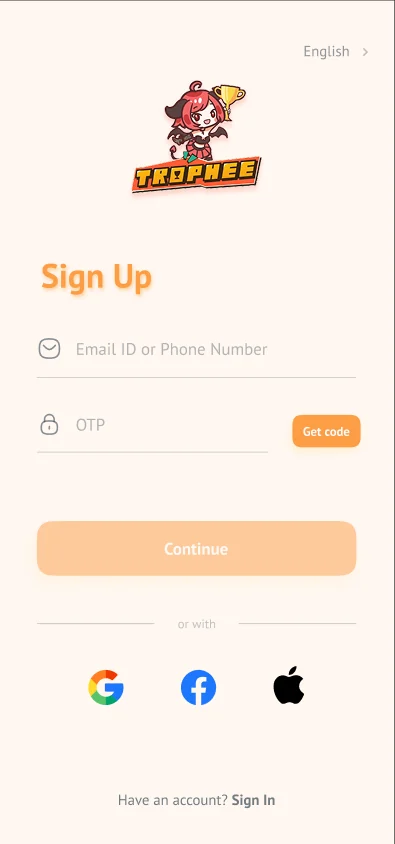 English
TROPHEE
Sign Up
Email ID or Phone Number
OTP
Get code
Continue
or with
Have an account? Sign In